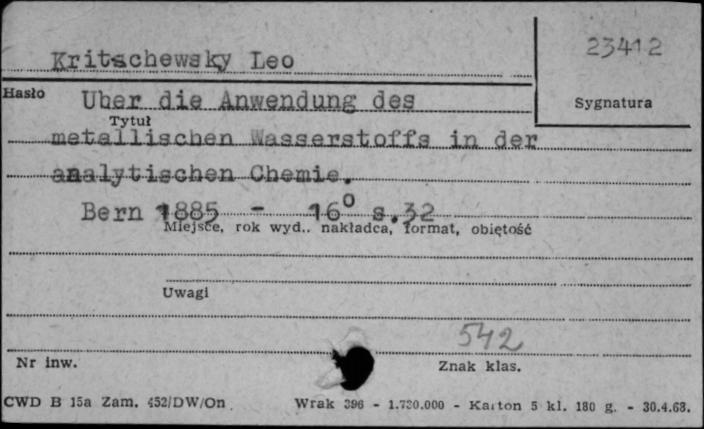 Kritschewsky Leo
23412
Hasło
Sygnatura
Uber die Anwendung des
Tytuł
metallischen Wasserstoffs in der
analytischen Chemie.
Bern 1885 - 16° s.32
Miejsce, rok wyd., nakładca, format, objętość
Uwagi
542
Nr inw.
Znak klas.
CWD B 15a Zam. 452/DW/On Wrak 396 - 1.720.000 - Karton 5 kl. 180 g. - 30.4.68.